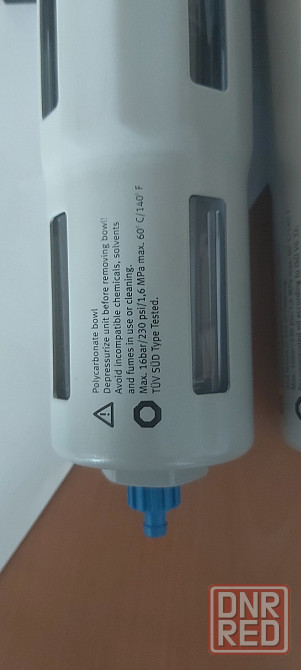 Polycarbonate bowl
Depressurize unit before removing bowl!
Avoid incompatible chemicals, solvents
and fumes in use or cleaning.
Max. 16bar/230 psi/1,6 MPa max. 60° C/140° F
TÜV SÜD Type Tested.
DNR
RED